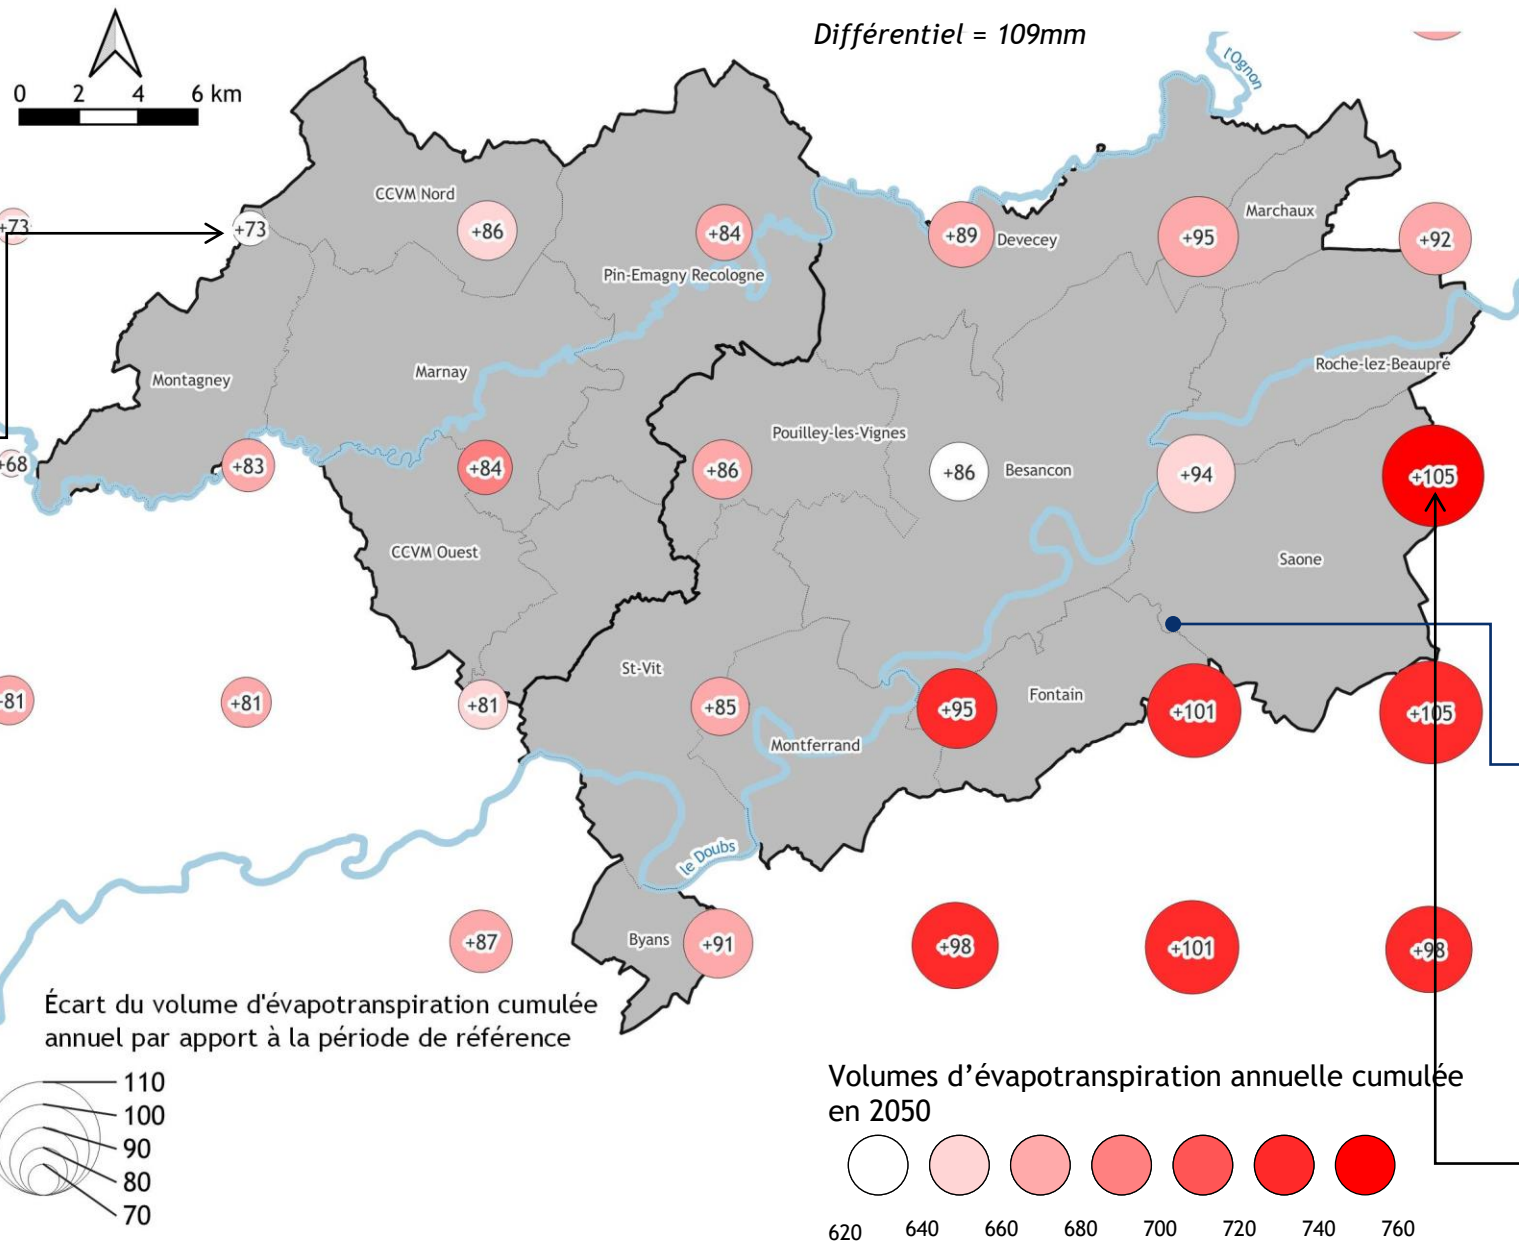 Différentiel = 109mm
0 2 4 6 km
l'Ognon
CCVM Nord
Marchaux
+73
+73
+86
+84
+89
Devecey
+95
+92
Pin-Emagny Recologne
Montagney
Marnay
Roche-lez-Beaupré
Pouilley-les-Vignes
+68
+83
+84
+86
+86
Besancon
+94
+105
CCVM Ouest
Saone
St-Vit
Fontain
+81
+81
+81
+85
+95
+101
+105
Montferrand
le Doubs
+87
Byans
+91
+98
+101
+98
Écart du volume d'évapotranspiration cumulée
annuel par apport à la période de référence
110
100
90
80
70
Volumes d’évapotranspiration annuelle cumulée
en 2050
620 640 660 680 700 720 740 760